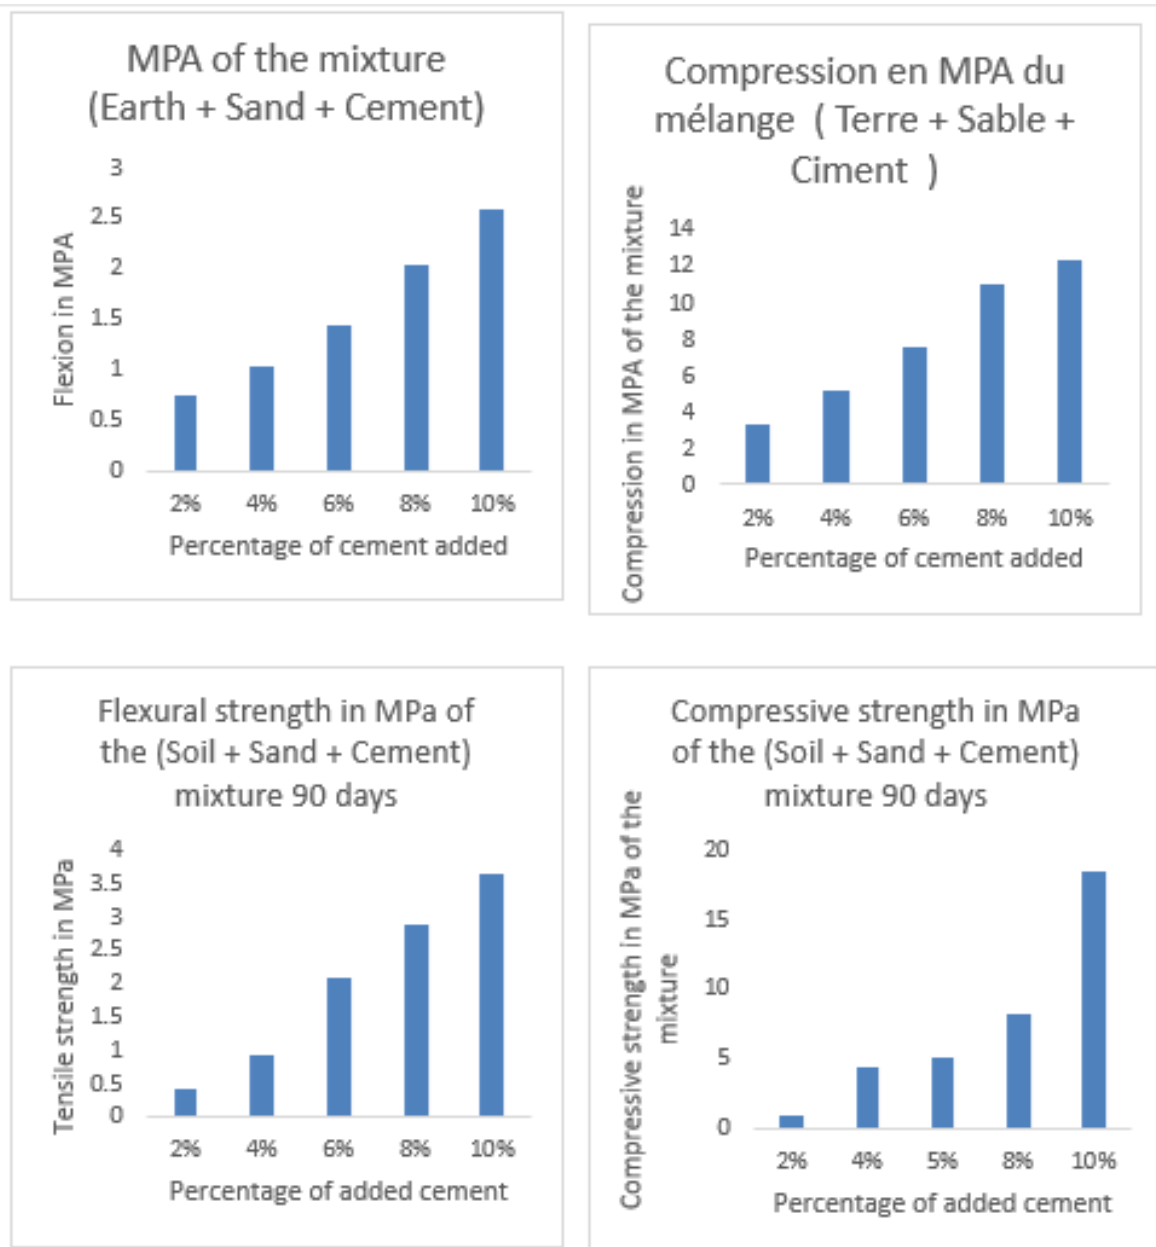 MPA of the mixture
(Earth + Sand + Cement)
Flexion in MPA
3
2.5
2
1.5
1
0.5
0
2% 4% 6% 8% 10%
Percentage of cement added
Compression en MPA du
mélange ( Terre + Sable +
Ciment )
Compression in MPA of the mixture
14
12
10
8
6
4
2
0
2% 4% 6% 8% 10%
Percentage of cement added
Flexural strength in MPa of
the (Soil + Sand + Cement)
mixture 90 days
Tensile strength in MPa
4
3.5
3
2.5
2
1.5
1
0.5
0
2% 4% 6% 8% 10%
Percentage of added cement
Compressive strength in MPa
of the (Soil + Sand + Cement)
mixture 90 days
Compressive strength in MPa of the
mixture
20
15
10
5
0
2% 4% 5% 8% 10%
Percentage of added cement